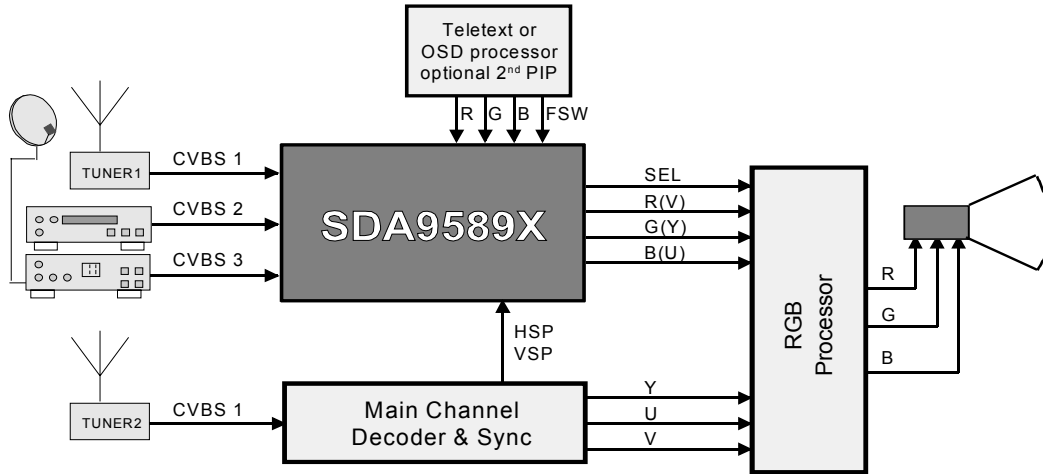 Teletext or
OSD processor
optional 2nd PIP
R G B FSW
TUNER1
CVBS 1
CVBS 2
CVBS 3
SDA9589X
SEL
R(V)
G(Y)
B(U)
HSP
VSP
TUNER2
CVBS 1
Main Channel
Decoder & Sync
Y
U
V
RGB
Processor
R
G
B